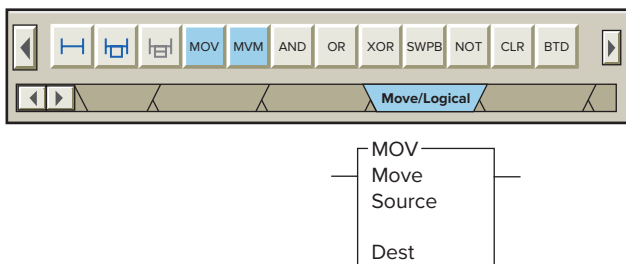 MOV MVM AND OR XOR SWPB NOT CLR BTD
Move/Logical
MOV
Move
Source
Dest